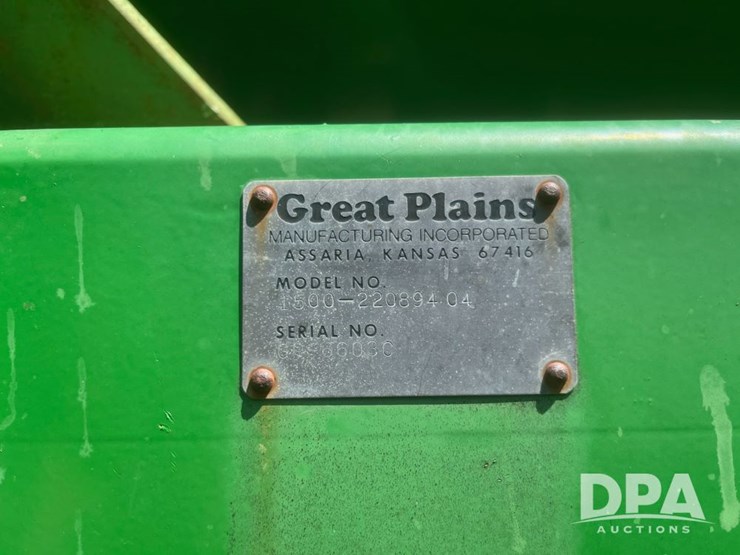 Great Plains
MANUFACTURING INCORPORATED
ASSARIA, KANSAS 67416
MODEL NO.
1500-220894 04
SERIAL NO.
DPA
AUCTIONS